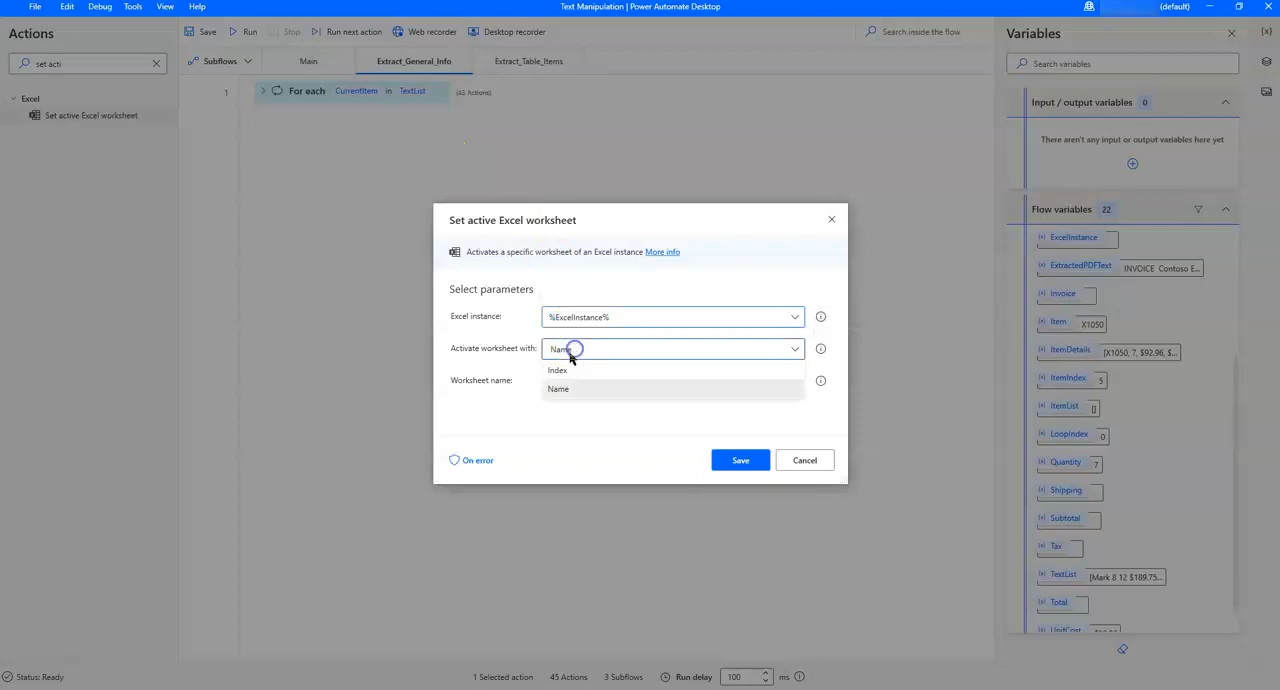 File Edit Debug Tools View Help
Text Manipulation | Power Automate Desktop
(default)
Actions
Save Run Stop Run next action Web recorder Desktop recorder
Search inside the flow
Variables
{x}
set acti
Subflows Main Extract_General_Info Extract_Table_Items
Search variables
Excel
Set active Excel worksheet
1 For each CurrentItem in TextList (43 Actions)
Input / output variables 0
There aren't any input or output variables here yet
Flow variables 22
ExcelInstance
ExtractedPDFText INVOICE Contoso E...
Invoice
Item X1050
ItemDetails [X1050, 7, $92.96, $...
ItemIndex 5
ItemList []
LoopIndex 0
Quantity 7
Shipping
Subtotal
Tax
TextList [Mark 8 12 $189.75...
Total
UnitCost
Set active Excel worksheet
Activates a specific worksheet of an Excel instance More info
Select parameters
Excel instance: %ExcelInstance%
Activate worksheet with: Name
Index
Worksheet name:
Name
On error
Save Cancel
Status: Ready
1 Selected action 45 Actions 3 Subflows Run delay 100 ms